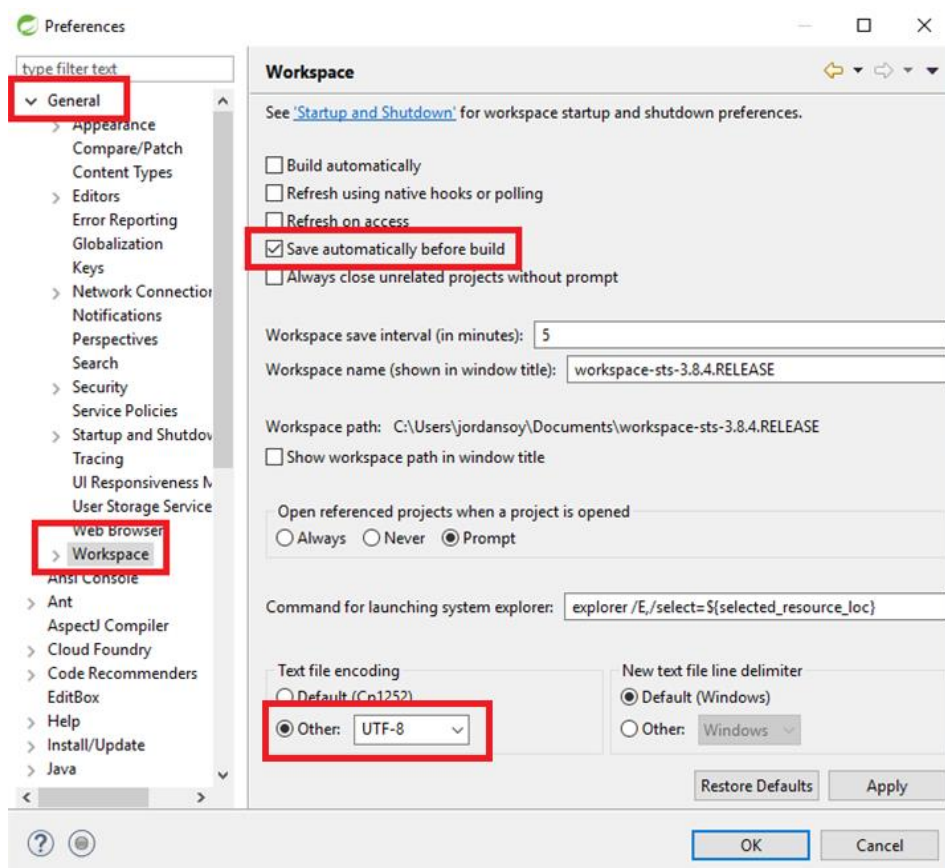 Preferences
type filter text
General
Appearance
Compare/Patch
Content Types
Editors
Error Reporting
Globalization
Keys
Network Connection
Notifications
Perspectives
Search
Security
Service Policies
Startup and Shutdov
Tracing
UI Responsiveness M
User Storage Service
Web Browser
Workspace
Ansi Console
Ant
AspectJ Compiler
Cloud Foundry
Code Recommenders
EditBox
Help
Install/Update
Java
Workspace
See 'Startup and Shutdown' for workspace startup and shutdown preferences.
Build automatically
Refresh using native hooks or polling
Refresh on access
Save automatically before build
Always close unrelated projects without prompt
Workspace save interval (in minutes): 5
Workspace name (shown in window title): workspace-sts-3.8.4.RELEASE
Workspace path: C:\Users\jordansoy\Documents\workspace-sts-3.8.4.RELEASE
Show workspace path in window title
Open referenced projects when a project is opened
Always Never Prompt
Command for launching system explorer: explorer /E,/select=${selected_resource_loc}
Text file encoding
Default (Cp1252)
Other: UTF-8
New text file line delimiter
Default (Windows)
Other: Windows
Restore Defaults Apply
OK Cancel